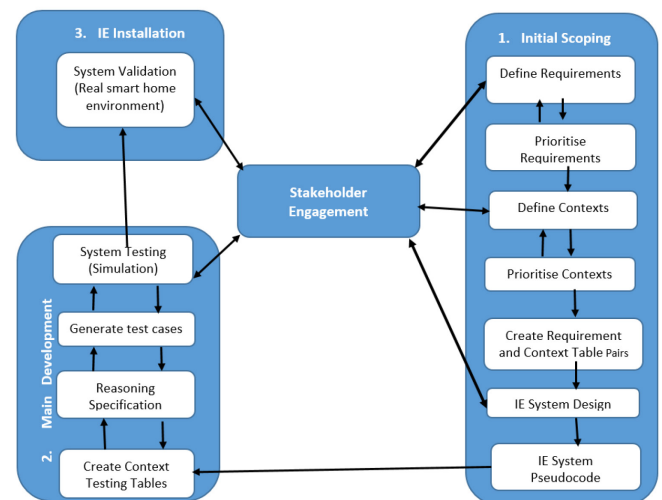 3. IE Installation
System Validation
(Real smart home
environment)
1. Initial Scoping
Define Requirements
Prioritise
Requirements
Define Contexts
Prioritise Contexts
Create Requirement
and Context Table Pairs
IE System Design
IE System
Pseudocode
Stakeholder
Engagement
2. Main Development
System Testing
(Simulation)
Generate test cases
Reasoning
Specification
Create Context
Testing Tables